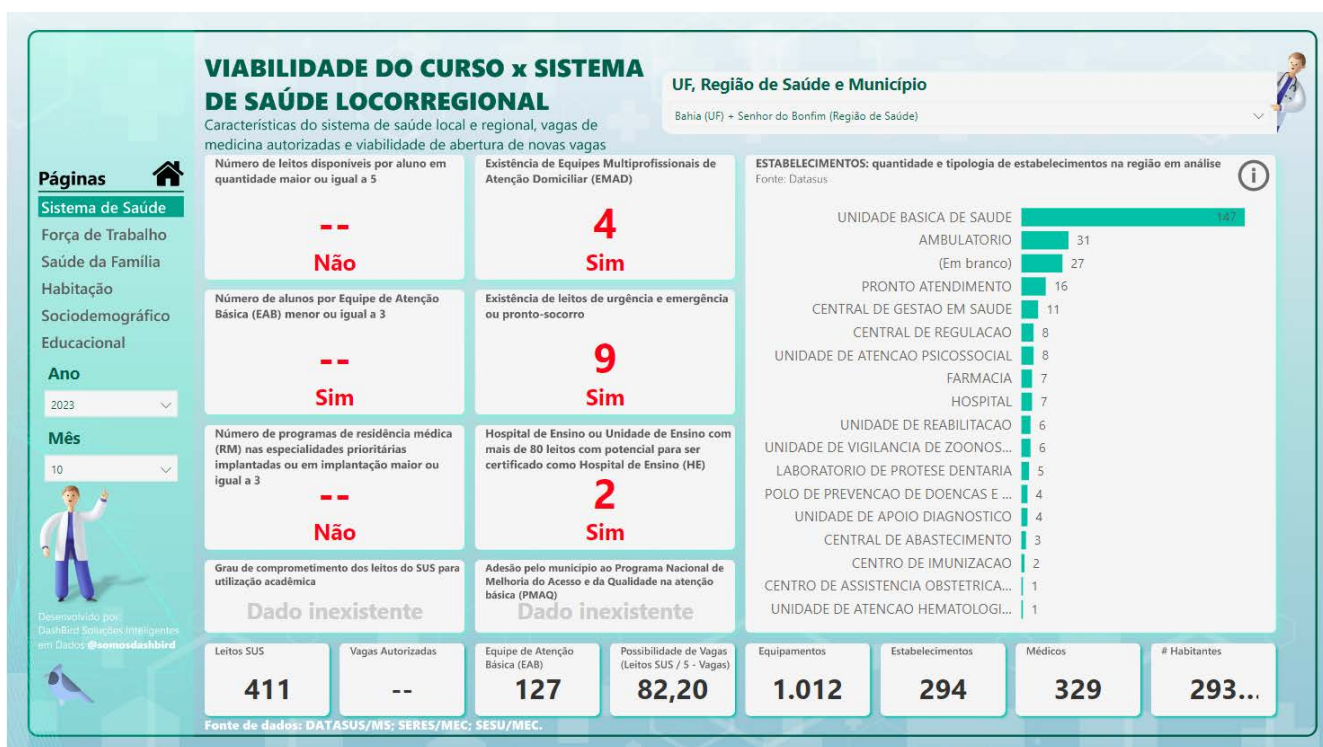 VIABILIDADE DO CURSO x SISTEMA
DE SAÚDE LOCORREGIONAL
Características do sistema de saúde local e regional, vagas de
medicina autorizadas e viabilidade de abertura de novas vagas
UF, Região de Saúde e Município
Bahia (UF) + Senhor do Bonfim (Região de Saúde)
Páginas
Sistema de Saúde
Força de Trabalho
Saúde da Família
Habitação
Sociodemográfico
Educacional
Ano
2023
Mês
10
Desenvolvido por:
DashBird Soluções Inteligentes
em Dados @somosdashbird
Número de leitos disponíveis por aluno em
quantidade maior ou igual a 5
--
Não
Existência de Equipes Multiprofissionais de
Atenção Domiciliar (EMAD)
4
Sim
Número de alunos por Equipe de Atenção
Básica (EAB) menor ou igual a 3
--
Sim
Existência de leitos de urgência e emergência
ou pronto-socorro
9
Sim
Número de programas de residência médica
(RM) nas especialidades prioritárias
implantadas ou em implantação maior ou
igual a 3
--
Não
Hospital de Ensino ou Unidade de Ensino com
mais de 80 leitos com potencial para ser
certificado como Hospital de Ensino (HE)
2
Sim
Grau de comprometimento dos leitos do SUS para
utilização acadêmica
Dado inexistente
Adesão pelo município ao Programa Nacional de
Melhoria do Acesso e da Qualidade na atenção
básica (PMAQ)
Dado inexistente
ESTABELECIMENTOS: quantidade e tipologia de estabelecimentos na região em análise
Fonte: Datasus
UNIDADE BASICA DE SAUDE 147
AMBULATORIO 31
(Em branco) 27
PRONTO ATENDIMENTO 16
CENTRAL DE GESTAO EM SAUDE 11
CENTRAL DE REGULACAO 8
UNIDADE DE ATENCAO PSICOSSOCIAL 8
FARMACIA 7
HOSPITAL 7
UNIDADE DE REABILITACAO 6
UNIDADE DE VIGILANCIA DE ZOONOS... 6
LABORATORIO DE PROTESE DENTARIA 5
POLO DE PREVENCAO DE DOENCAS E ... 4
UNIDADE DE APOIO DIAGNOSTICO 4
CENTRAL DE ABASTECIMENTO 3
CENTRO DE IMUNIZACAO 2
CENTRO DE ASSISTENCIA OBSTETRICA... 1
UNIDADE DE ATENCAO HEMATOLOGI... 1
Leitos SUS
411
Vagas Autorizadas
--
Equipe de Atenção
Básica (EAB)
127
Possibilidade de Vagas
(Leitos SUS / 5 - Vagas)
82,20
Equipamentos
1.012
Estabelecimentos
294
Médicos
329
# Habitantes
293...
Fonte de dados: DATASUS/MS; SERES/MEC; SESU/MEC.